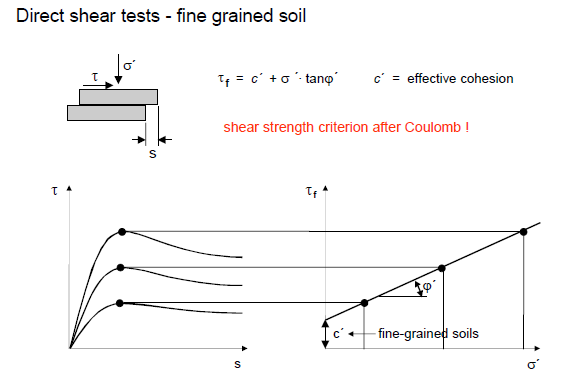 Direct shear tests - fine grained soil
σ´
τ
τf = c´ + σ ´· tanφ´
c´ = effective cohesion
shear strength criterion after Coulomb !
s
τ
τf
φ´
c´
fine-grained soils
s
σ´